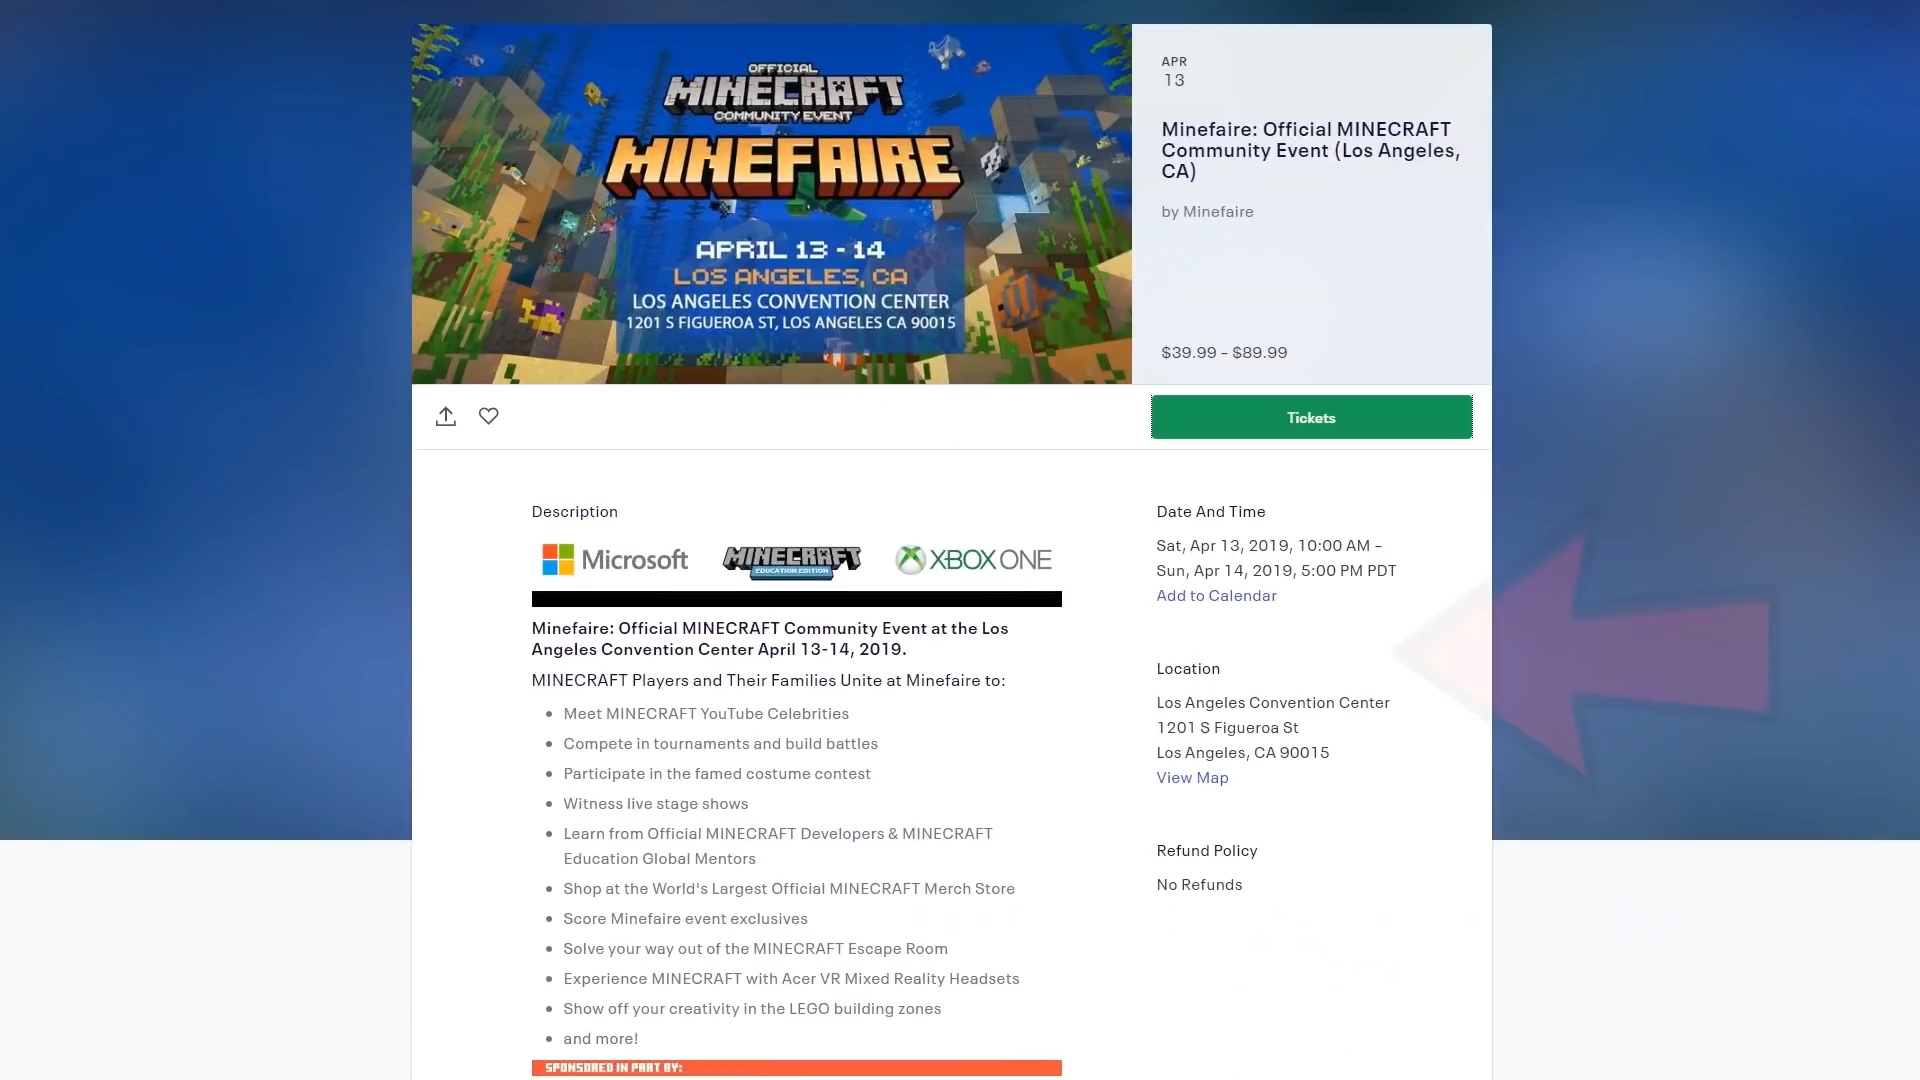 OFFICIAL
MINECRAFT
COMMUNITY EVENT
MINEFAIRE
APRIL 13 - 14
LOS ANGELES, CA
LOS ANGELES CONVENTION CENTER
1201 S FIGUEROA ST, LOS ANGELES CA 90015
APR
13
Minefaire: Official MINECRAFT
Community Event (Los Angeles,
CA)
by Minefaire
$39.99 – $89.99
Tickets
Description
Microsoft
MINECRAFT
EDUCATION EDITION
XBOX ONE
Minefaire: Official MINECRAFT Community Event at the Los
Angeles Convention Center April 13-14, 2019.
MINECRAFT Players and Their Families Unite at Minefaire to:
• Meet MINECRAFT YouTube Celebrities
• Compete in tournaments and build battles
• Participate in the famed costume contest
• Witness live stage shows
• Learn from Official MINECRAFT Developers & MINECRAFT
Education Global Mentors
• Shop at the World's Largest Official MINECRAFT Merch Store
• Score Minefaire event exclusives
• Solve your way out of the MINECRAFT Escape Room
• Experience MINECRAFT with Acer VR Mixed Reality Headsets
• Show off your creativity in the LEGO building zones
• and more!
SPONSORED IN PART BY:
Date And Time
Sat, Apr 13, 2019, 10:00 AM –
Sun, Apr 14, 2019, 5:00 PM PDT
Add to Calendar
Location
Los Angeles Convention Center
1201 S Figueroa St
Los Angeles, CA 90015
View Map
Refund Policy
No Refunds